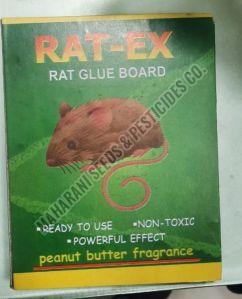 RAT-EX
RAT GLUE BOARD
MAHARANI SEEDS & PESTICIDES CO.
▪READY TO USE ▪NON-TOXIC
▪POWERFUL EFFECT
peanut butter fragrance